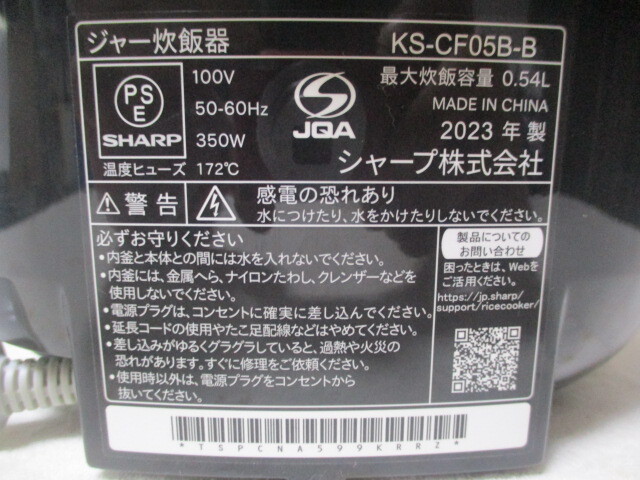 ジャー炊飯器 KS-CF05B-B
PS
E
SHARP
100V
50-60Hz
350W
温度ヒューズ 172℃
JQA
最大炊飯容量 0.54L
MADE IN CHINA
2023年製
シャープ株式会社
警告
感電の恐れあり
水につけたり、水をかけたりしないでください。
必ずお守りください
・内釜と本体との間には水を入れないでください。
・内釜には、金属へら、ナイロンたわし、クレンザーなどを
使用しないでください。
・電源プラグは、コンセントに確実に差し込んでください。
・延長コードの使用やたこ足配線などはやめてください。
・差し込みがゆるくグラグラしていると、過熱や火災の
恐れがあります。すぐに修理をご依頼ください。
・使用時以外は、電源プラグをコンセントから
抜いてください。
製品についての
お問い合わせ
困ったときは、Webを
ご活用ください。
https://jp.sharp/
support/ricecooker/
*TSPCNA599KRRZ*